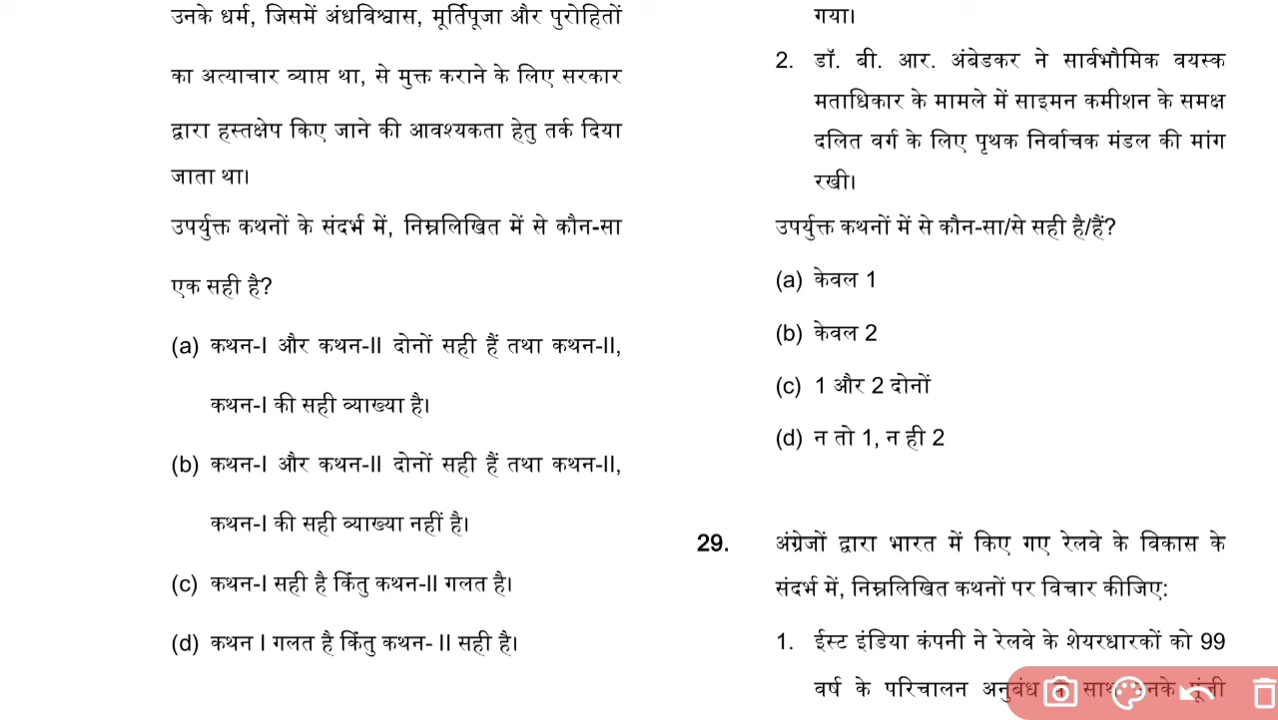 उनके धर्म, जिसमें अंधविश्वास, मूर्तिपूजा और पुरोहितों
का अत्याचार व्याप्त था, से मुक्त कराने के लिए सरकार
द्वारा हस्तक्षेप किए जाने की आवश्यकता हेतु तर्क दिया
जाता था।
उपर्युक्त कथनों के संदर्भ में, निम्नलिखित में से कौन-सा
एक सही है?
(a) कथन-I और कथन-II दोनों सही हैं तथा कथन-II,
कथन-I की सही व्याख्या है।
(b) कथन-I और कथन-II दोनों सही हैं तथा कथन-II,
कथन-I की सही व्याख्या नहीं है।
(c) कथन-I सही है किंतु कथन-II गलत है।
(d) कथन I गलत है किंतु कथन- II सही है।
गया।
2. डॉ. बी. आर. अंबेडकर ने सार्वभौमिक वयस्क
मताधिकार के मामले में साइमन कमीशन के समक्ष
दलित वर्ग के लिए पृथक निर्वाचक मंडल की मांग
रखी।
उपर्युक्त कथनों में से कौन-सा/से सही है/हैं?
(a) केवल 1
(b) केवल 2
(c) 1 और 2 दोनों
(d) न तो 1, न ही 2
29. अंग्रेजों द्वारा भारत में किए गए रेलवे के विकास के
संदर्भ में, निम्नलिखित कथनों पर विचार कीजिए:
1. ईस्ट इंडिया कंपनी ने रेलवे के शेयरधारकों को 99
वर्ष के परिचालन अनुबंध साथ उनके पूंजी